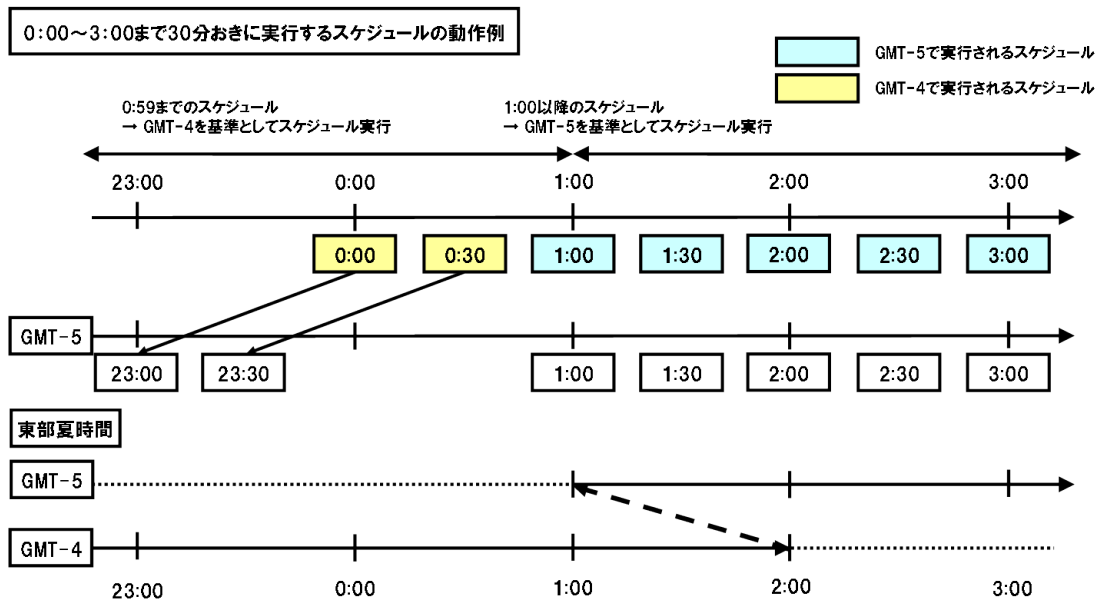 0:00～3:00まで30分おきに実行するスケジュールの動作例
GMT-5で実行されるスケジュール
GMT-4で実行されるスケジュール
0:59までのスケジュール
→ GMT-4を基準としてスケジュール実行
1:00以降のスケジュール
→ GMT-5を基準としてスケジュール実行
23:00 0:00 1:00 2:00 3:00
0:00 0:30 1:00 1:30 2:00 2:30 3:00
GMT-5
23:00 23:30 1:00 1:30 2:00 2:30 3:00
東部夏時間
GMT-5
GMT-4
23:00 0:00 1:00 2:00 3:00